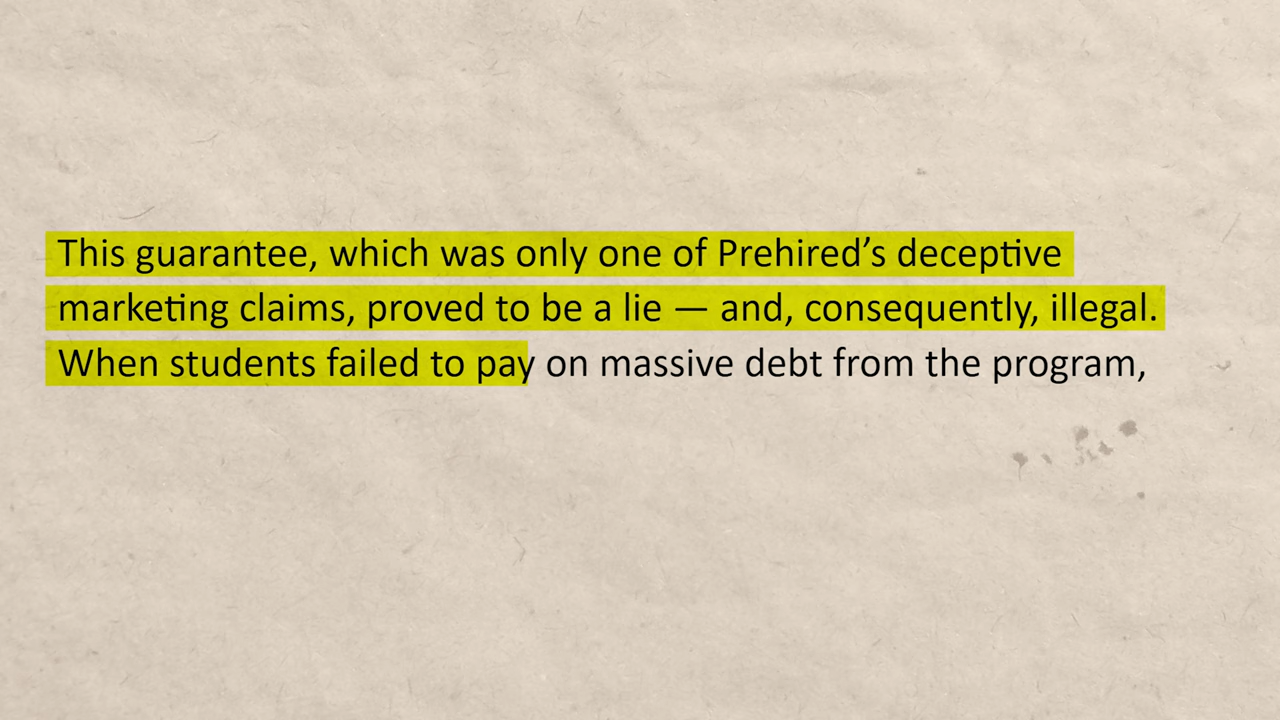 This guarantee, which was only one of Prehired’s deceptive
marketing claims, proved to be a lie — and, consequently, illegal.
When students failed to pay on massive debt from the program,